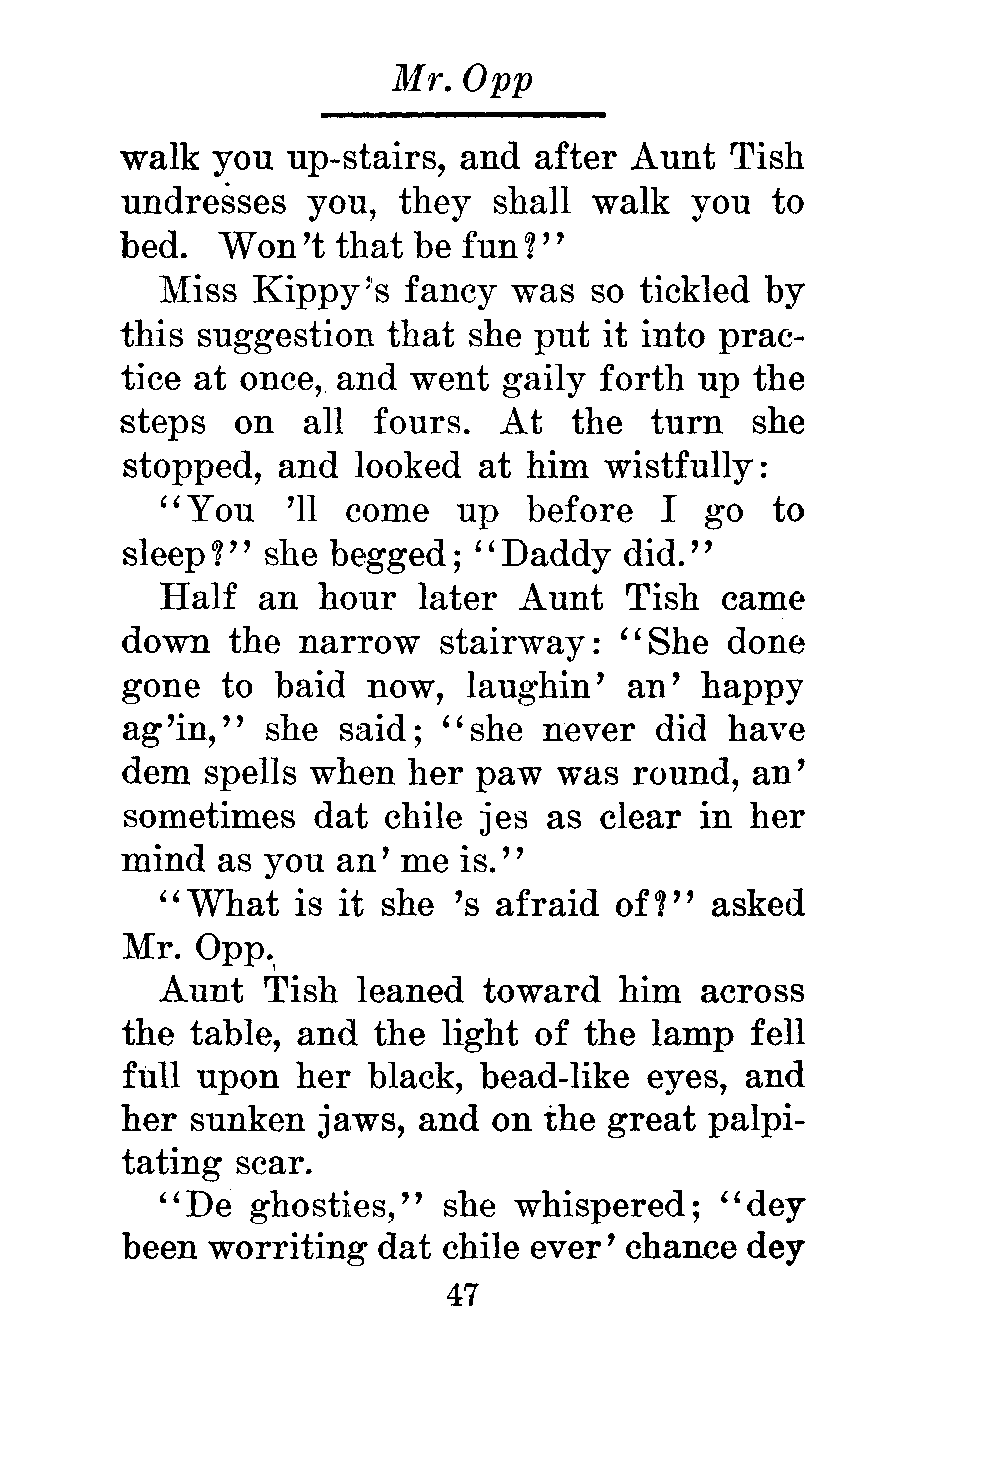 Mr. Opp
walk you up-stairs, and after Aunt Tish
undresses you, they shall walk you to
bed. Won't that be fun?"
Miss Kippy's fancy was so tickled by
this suggestion that she put it into prac-
tice at once, and went gaily forth up the
steps on all fours. At the turn she
stopped, and looked at him wistfully:
"You 'll come up before I go to
sleep?" she begged; "Daddy did."
Half an hour later Aunt Tish came
down the narrow stairway: "She done
gone to baid now, laughin' an' happy
ag'in," she said; "she never did have
dem spells when her paw was round, an'
sometimes dat chile jes as clear in her
mind as you an' me is."
"What is it she 's afraid of?" asked
Mr. Opp.
Aunt Tish leaned toward him across
the table, and the light of the lamp fell
full upon her black, bead-like eyes, and
her sunken jaws, and on the great palpi-
tating scar.
"De ghosties," she whispered; "dey
been worriting dat chile ever' chance dey
47